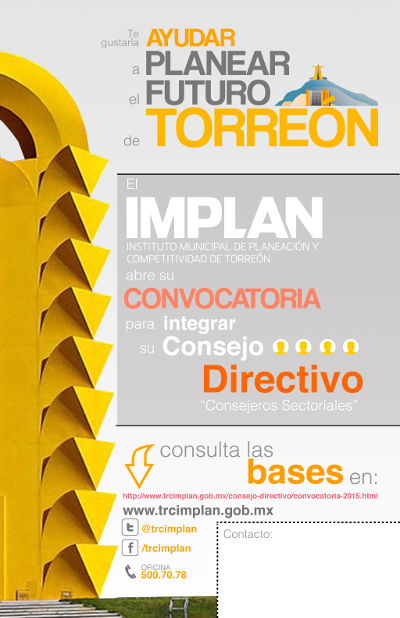 Te gustaría AYUDAR
a PLANEAR
el FUTURO
de TORREÓN
El
IMPLAN
INSTITUTO MUNICIPAL DE PLANEACIÓN Y
COMPETITIVIDAD DE TORREÓN
abre su
CONVOCATORIA
para integrar
su Consejo
Directivo
“Consejeros Sectoriales”
consulta las
bases en:
http://www.trcimplan.gob.mx/consejo-directivo/convocatoria-2015.html
www.trcimplan.gob.mx
@trcimplan
/trcimplan
OFICINA
500.70.78
Contacto: